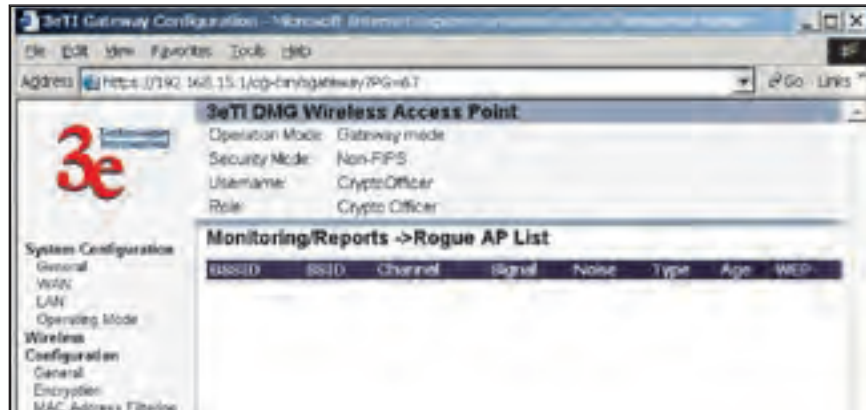 3eTI Gateway Configuration - Microsoft Internet
File Edit View Favorites Tools Help
Address https://192.168.15.1/cgi-bin/sgateway?PG=67 Go Links
3e
3eTI DMG Wireless Access Point
Operation Mode: Gateway mode
Security Mode: Non-FIPS
Username: CryptoOfficer
Role: Crypto Officer
Monitoring/Reports ->Rogue AP List
BSSID SSID Channel Signal Noise Type Age WEP
System Configuration
General
WAN
LAN
Operating Mode
Wireless
Configuration
General
Encryption
MAC Address Filtering